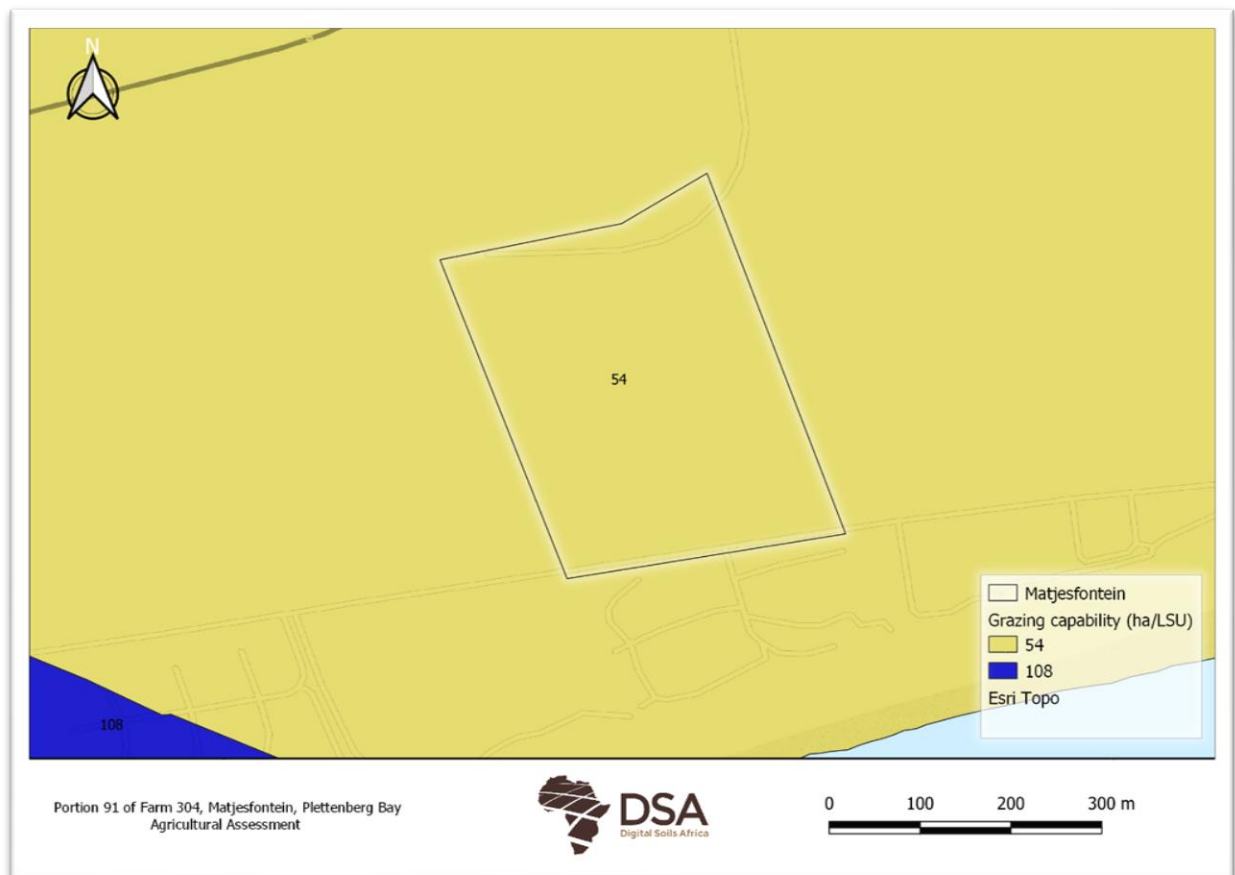 N
54
108
Matjesfontein
Grazing capability (ha/LSU)
54
108
Esri Topo
Portion 91 of Farm 304, Matjesfontein, Plettenberg Bay
Agricultural Assessment
DSA
Digital Soils Africa
0 100 200 300 m